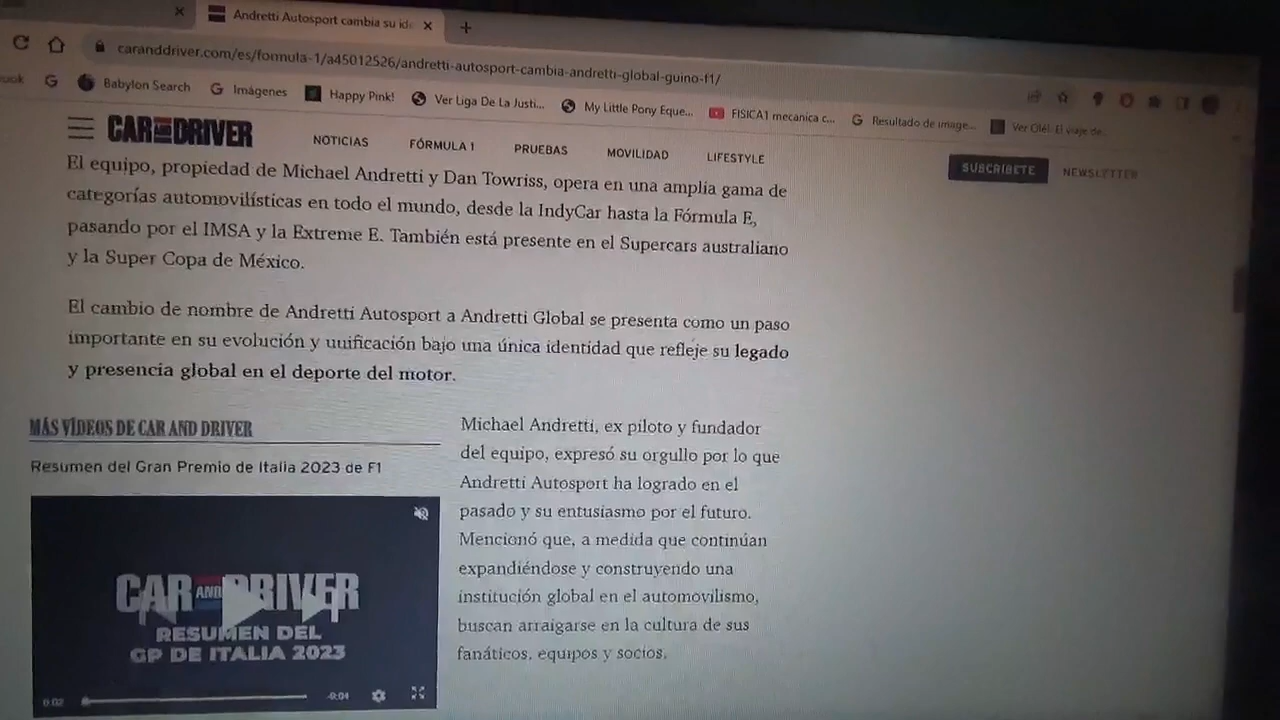 Andretti Autosport cambia su id
caranddriver.com/es/formula-1/a45012526/andretti-autosport-cambia-andretti-global-guino-f1/
Babylon Search
Imágenes
Happy Pink!
Ver Liga De La Justi...
My Little Pony Eque...
FISICA1 mecanica c...
Resultado de image...
Ver Olé! El viaje de...
CAR AND DRIVER
NOTICIAS
FÓRMULA 1
PRUEBAS
MOVILIDAD
LIFESTYLE
SUSCRÍBETE
NEWSLETTER
El equipo, propiedad de Michael Andretti y Dan Towriss, opera en una amplia gama de
categorías automovilísticas en todo el mundo, desde la IndyCar hasta la Fórmula E,
pasando por el IMSA y la Extreme E. También está presente en el Supercars australiano
y la Super Copa de México.
El cambio de nombre de Andretti Autosport a Andretti Global se presenta como un paso
importante en su evolución y unificación bajo una única identidad que refleje su legado
y presencia global en el deporte del motor.
MÁS VÍDEOS DE CAR AND DRIVER
Resumen del Gran Premio de Italia 2023 de F1
CAR AND DRIVER
RESUMEN DEL
GP DE ITALIA 2023
0:02
-0:04
Michael Andretti, ex piloto y fundador
del equipo, expresó su orgullo por lo que
Andretti Autosport ha logrado en el
pasado y su entusiasmo por el futuro.
Mencionó que, a medida que continúan
expandiéndose y construyendo una
institución global en el automovilismo,
buscan arraigarse en la cultura de sus
fanáticos, equipos y socios.